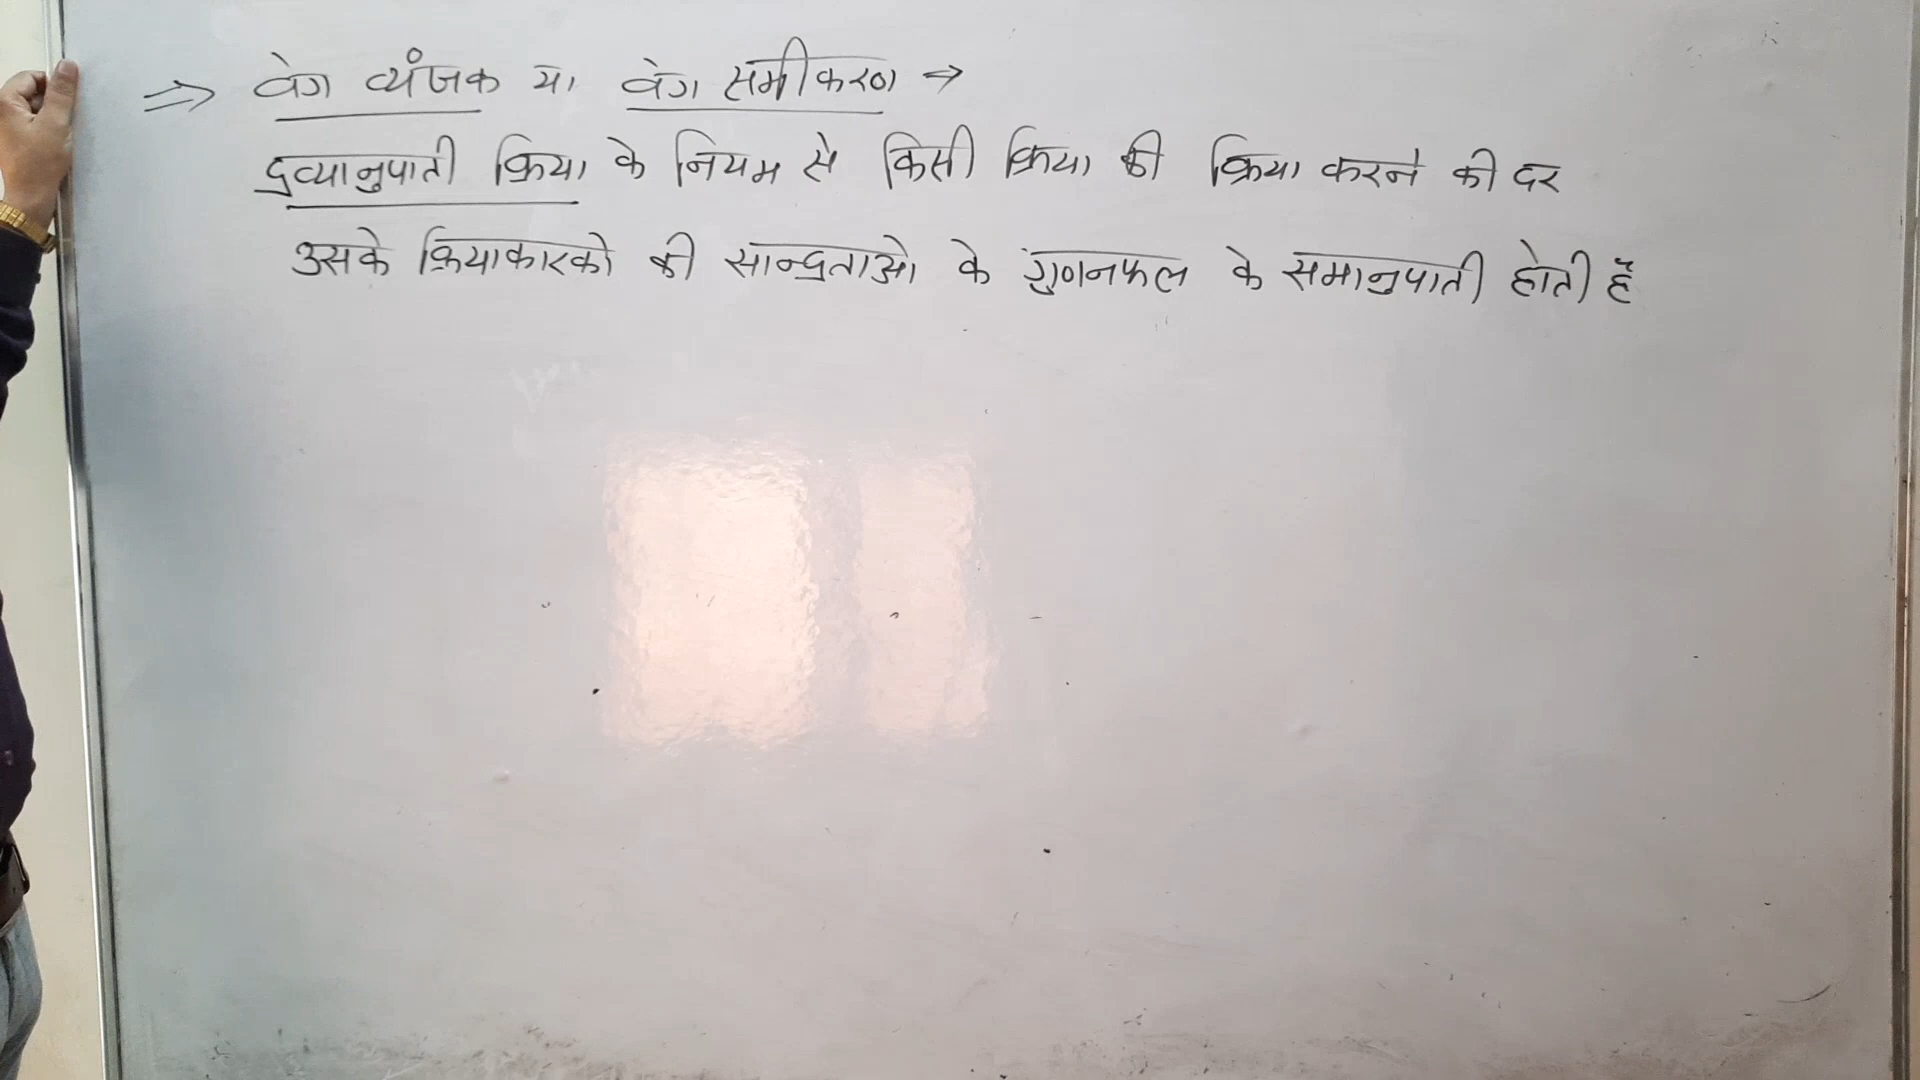 ⇒ वेग व्यंजक या वेग समीकरण →
द्रव्यानुपाती क्रिया के नियम से किसी क्रिया की क्रिया करने की दर
उसके क्रियाकारको की सान्द्रताओ के गुणनफल के समानुपाती होती हैं